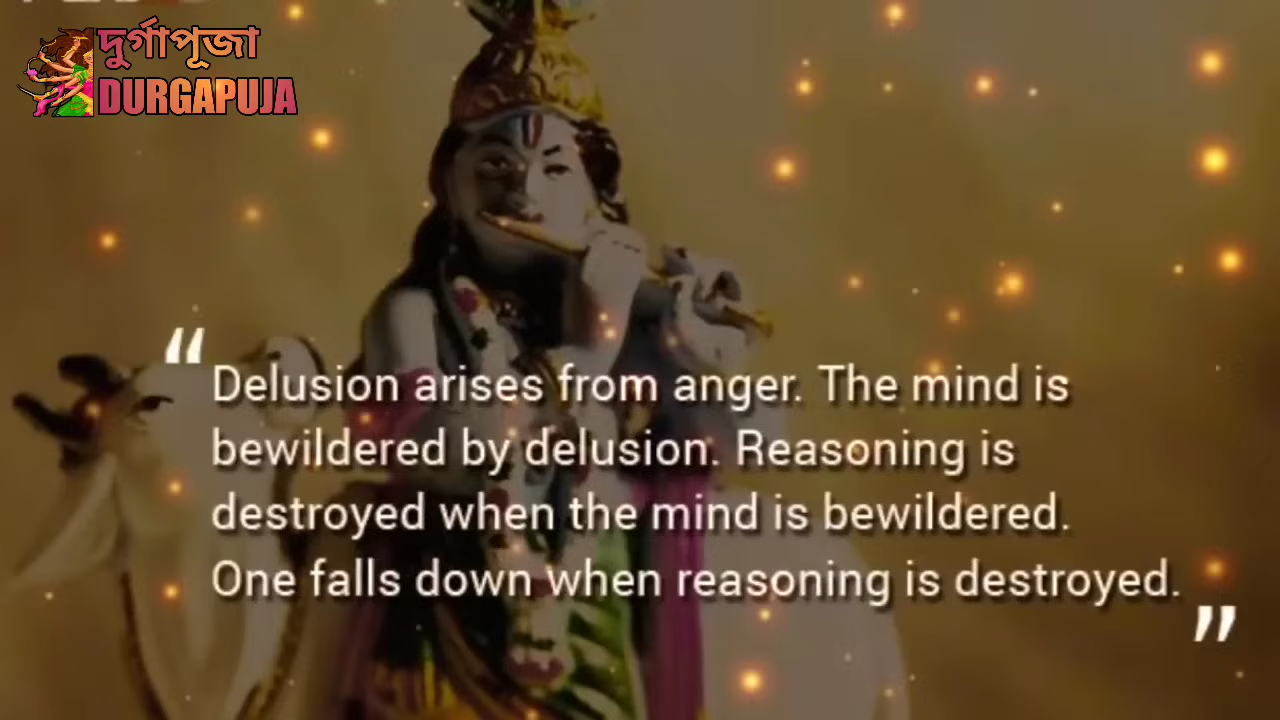 দুর্গাপূজা
DURGAPUJA
“ Delusion arises from anger. The mind is
bewildered by delusion. Reasoning is
destroyed when the mind is bewildered.
One falls down when reasoning is destroyed. ”